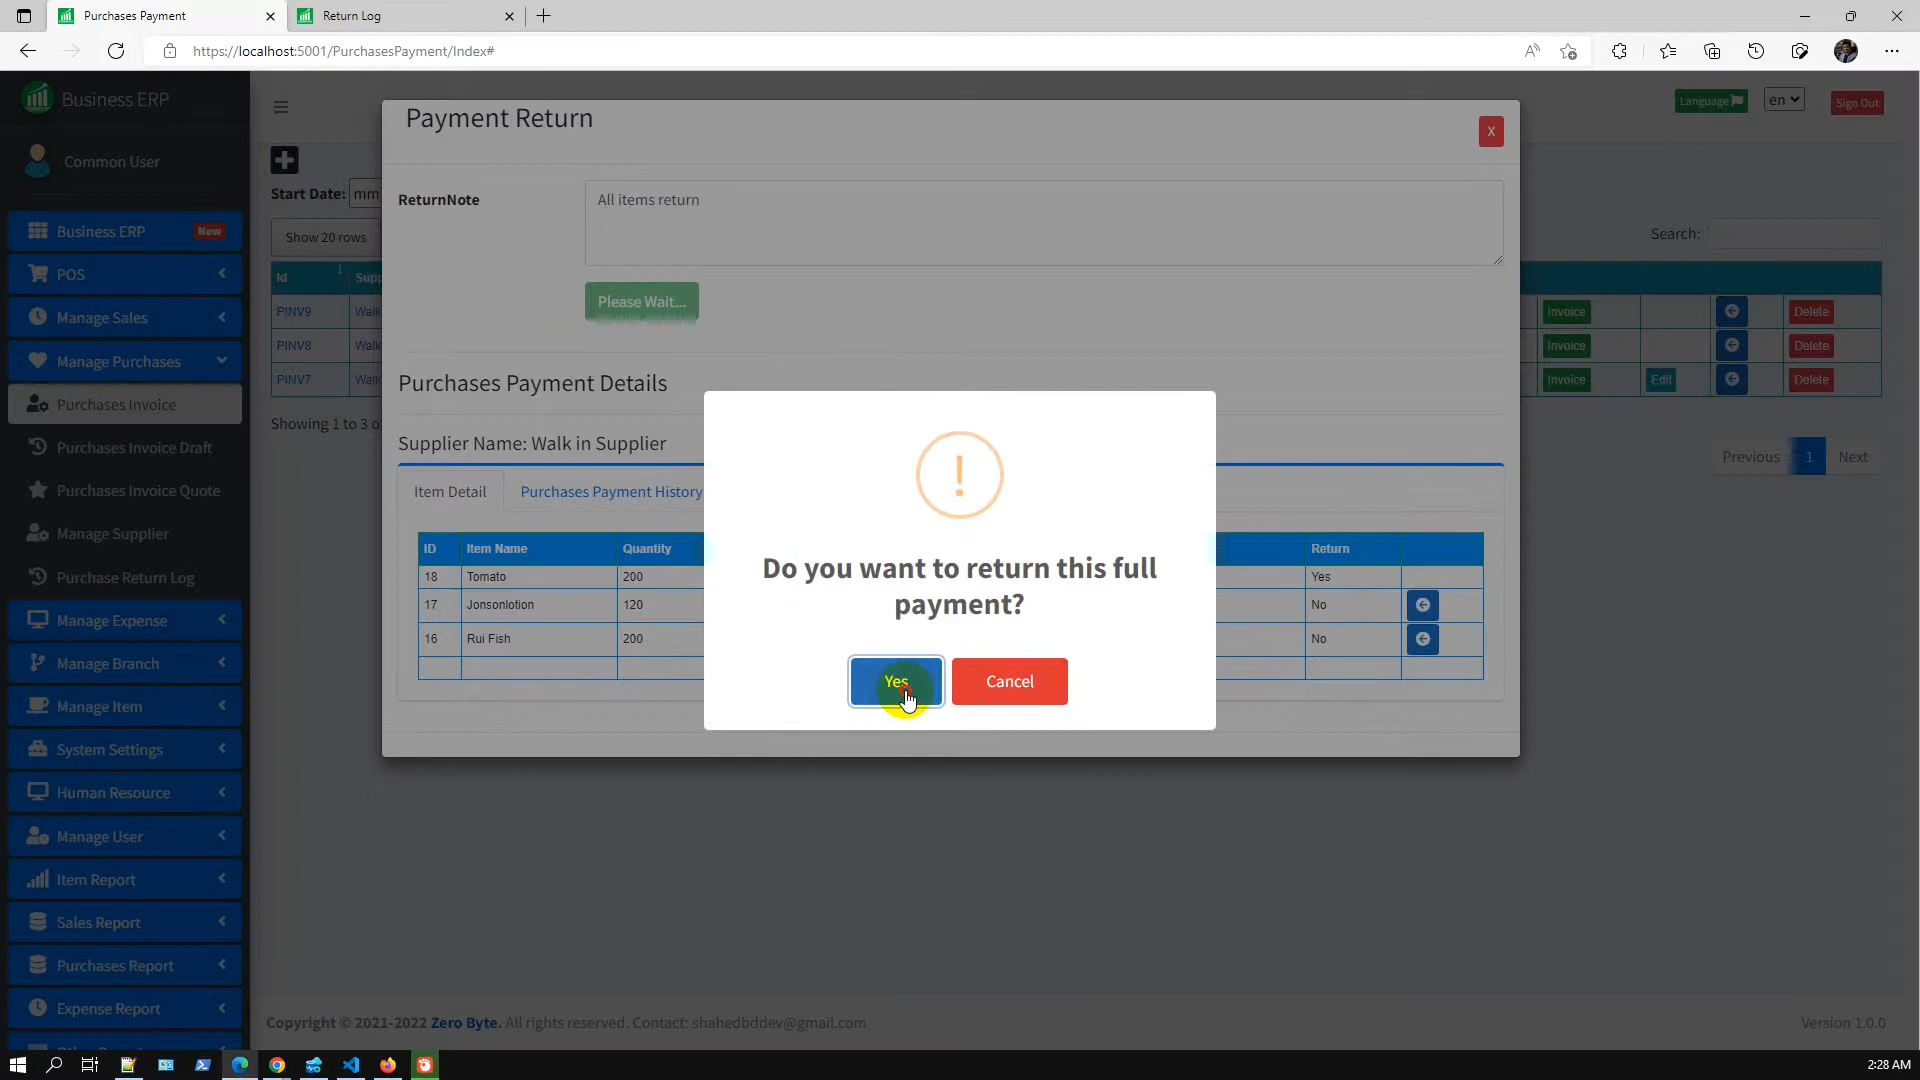 Purchases Payment
Return Log
https://localhost:5001/PurchasesPayment/Index#
Business ERP
Common User
Business ERP New
POS
Manage Sales
Manage Purchases
Purchases Invoice
Purchases Invoice Draft
Purchases Invoice Quote
Manage Supplier
Purchase Return Log
Manage Expense
Manage Branch
Manage Item
System Settings
Human Resource
Manage User
Item Report
Sales Report
Purchases Report
Expense Report
Language
en
Sign Out
Start Date: mm
Show 20 rows
Search:
Id Supp
PINV9 Walk Invoice Delete
PINV8 Walk Invoice Delete
PINV7 Walk Invoice Edit Delete
Showing 1 to 3 o
Previous 1 Next
Payment Return
X
ReturnNote
All items return
Please Wait...
Purchases Payment Details
Supplier Name: Walk in Supplier
Item Detail Purchases Payment History
ID Item Name Quantity Return
18 Tomato 200 Yes
17 Jonsonlotion 120 No
16 Rui Fish 200 No
!
Do you want to return this full
payment?
Yes Cancel
Copyright © 2021-2022 Zero Byte. All rights reserved. Contact: shahedbddev@gmail.com
Version 1.0.0
2:28 AM